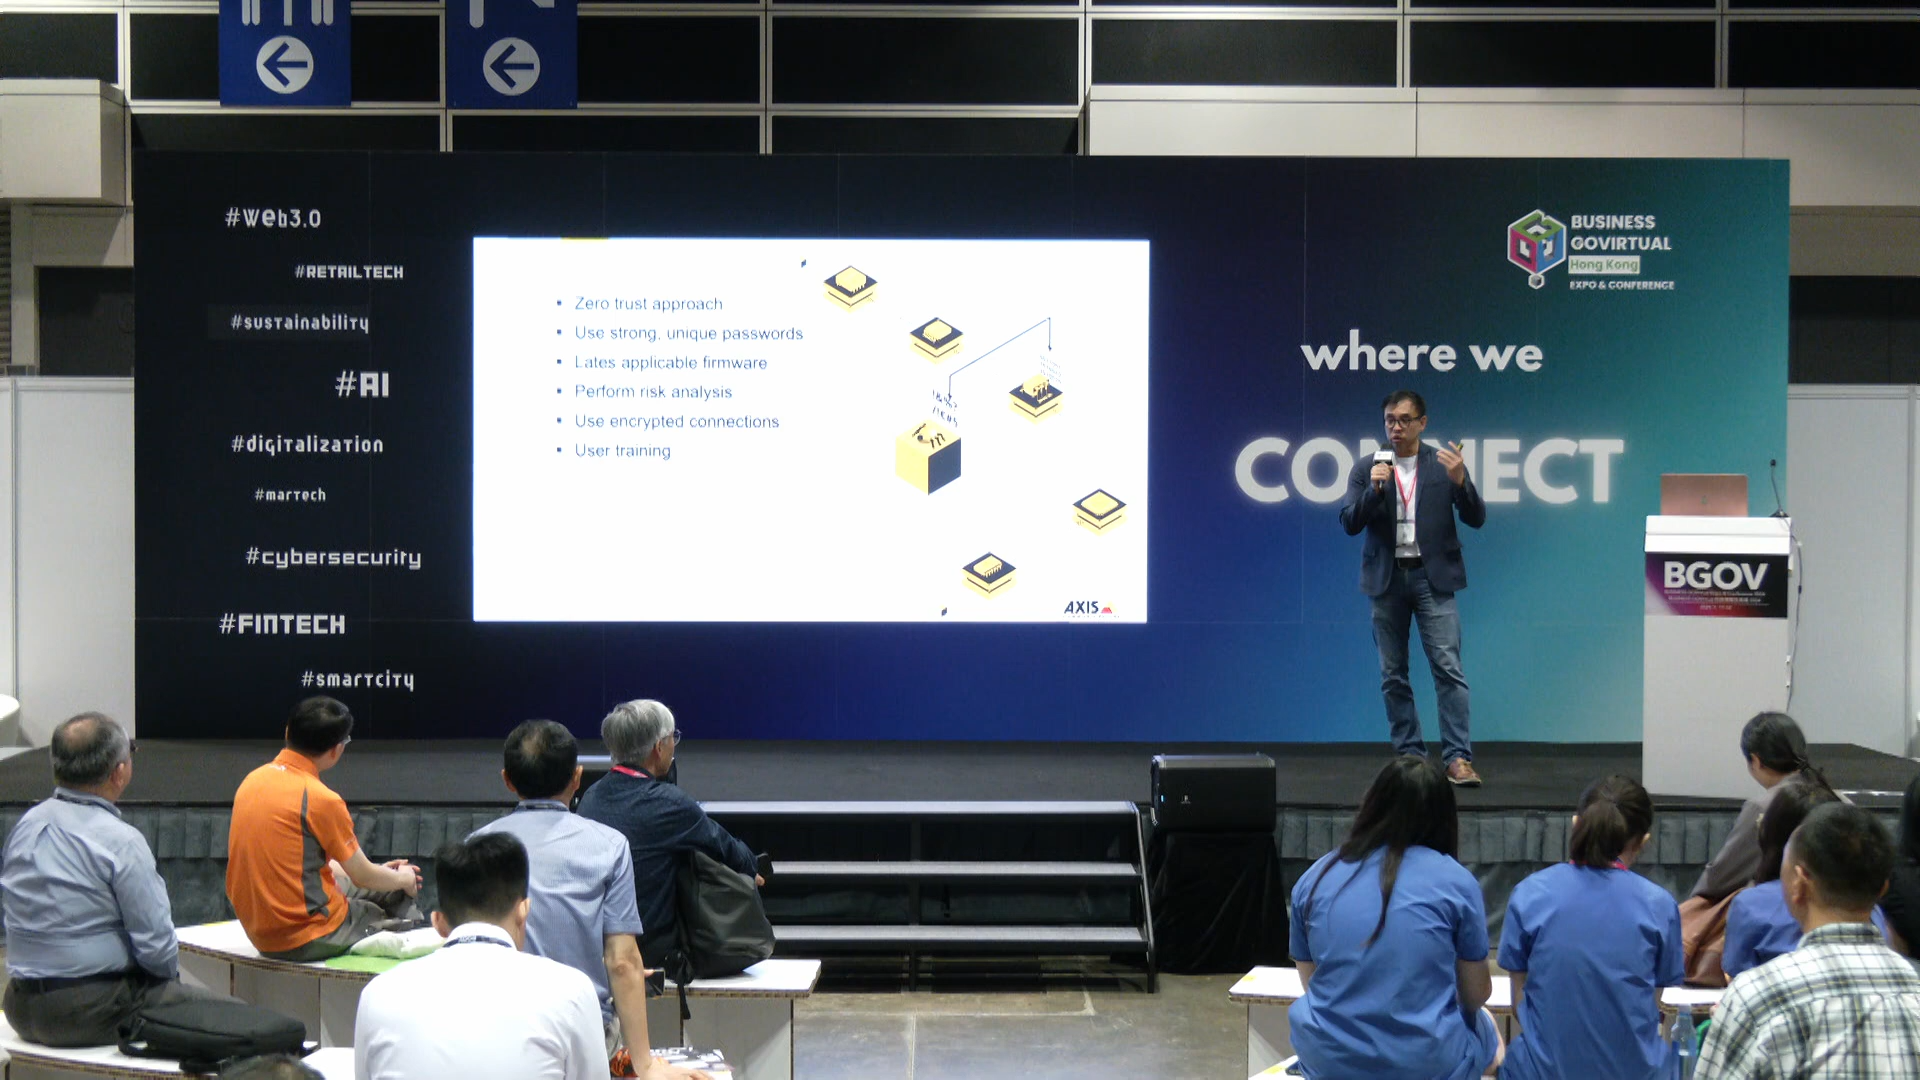 #Web3.0
#RETAILTECH
#sustainability
#AI
#digitalization
#martech
#cybersecurity
#FINTECH
#smartcity
Zero trust approach
Use strong, unique passwords
Lates applicable firmware
Perform risk analysis
Use encrypted connections
User training
AXIS
BUSINESS
GOVIRTUAL
Hong Kong
EXPO & CONFERENCE
where we
CONNECT
BGOV